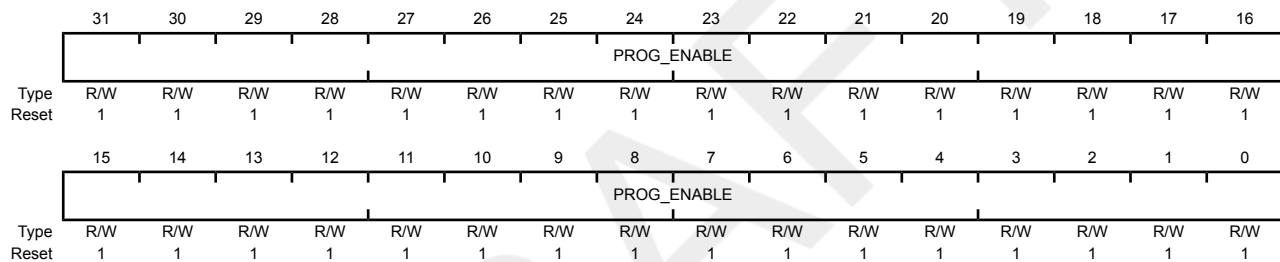 31 30 29 28 27 26 25 24 23 22 21 20 19 18 17 16
PROG_ENABLE
Type R/W R/W R/W R/W R/W R/W R/W R/W R/W R/W R/W R/W R/W R/W R/W R/W
Reset 1 1 1 1 1 1 1 1 1 1 1 1 1 1 1 1
15 14 13 12 11 10 9 8 7 6 5 4 3 2 1 0
PROG_ENABLE
Type R/W R/W R/W R/W R/W R/W R/W R/W R/W R/W R/W R/W R/W R/W R/W R/W
Reset 1 1 1 1 1 1 1 1 1 1 1 1 1 1 1 1